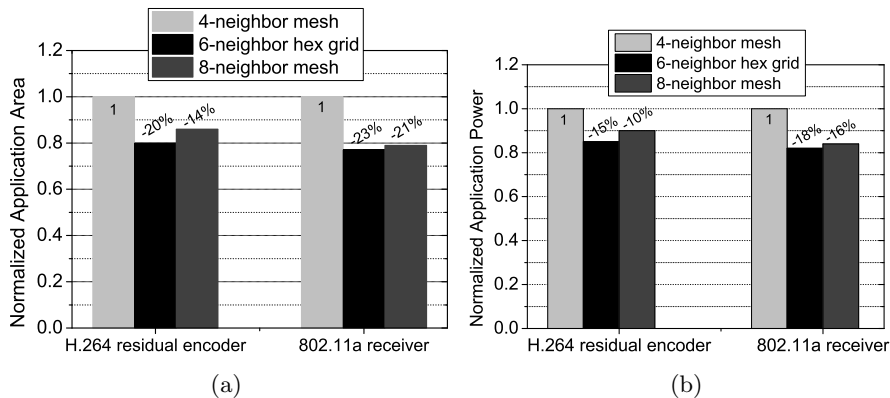 4-neighbor mesh
6-neighbor hex grid
8-neighbor mesh
Normalized Application Area
1.2
1.0
0.8
0.6
0.4
0.2
0.0
1
-20%
-14%
1
-23%
-21%
H.264 residual encoder
802.11a receiver
(a)
4-neighbor mesh
6-neighbor hex grid
8-neighbor mesh
Normalized Application Power
1.2
1.0
0.8
0.6
0.4
0.2
0.0
1
-15%
-10%
1
-18%
-16%
H.264 residual encoder
802.11a receiver
(b)